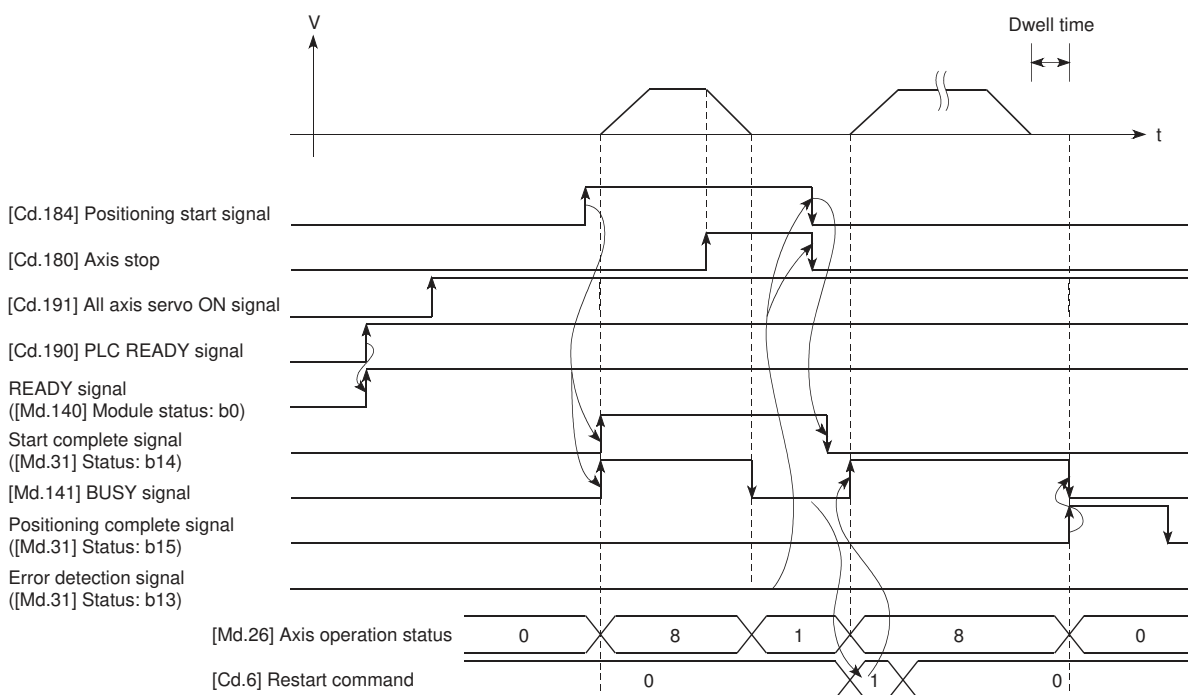 V
Dwell time
t
[Cd.184] Positioning start signal
[Cd.180] Axis stop
[Cd.191] All axis servo ON signal
[Cd.190] PLC READY signal
READY signal
([Md.140] Module status: b0)
Start complete signal
([Md.31] Status: b14)
[Md.141] BUSY signal
Positioning complete signal
([Md.31] Status: b15)
Error detection signal
([Md.31] Status: b13)
[Md.26] Axis operation status 0 8 1 8 0
[Cd.6] Restart command 0 1 0